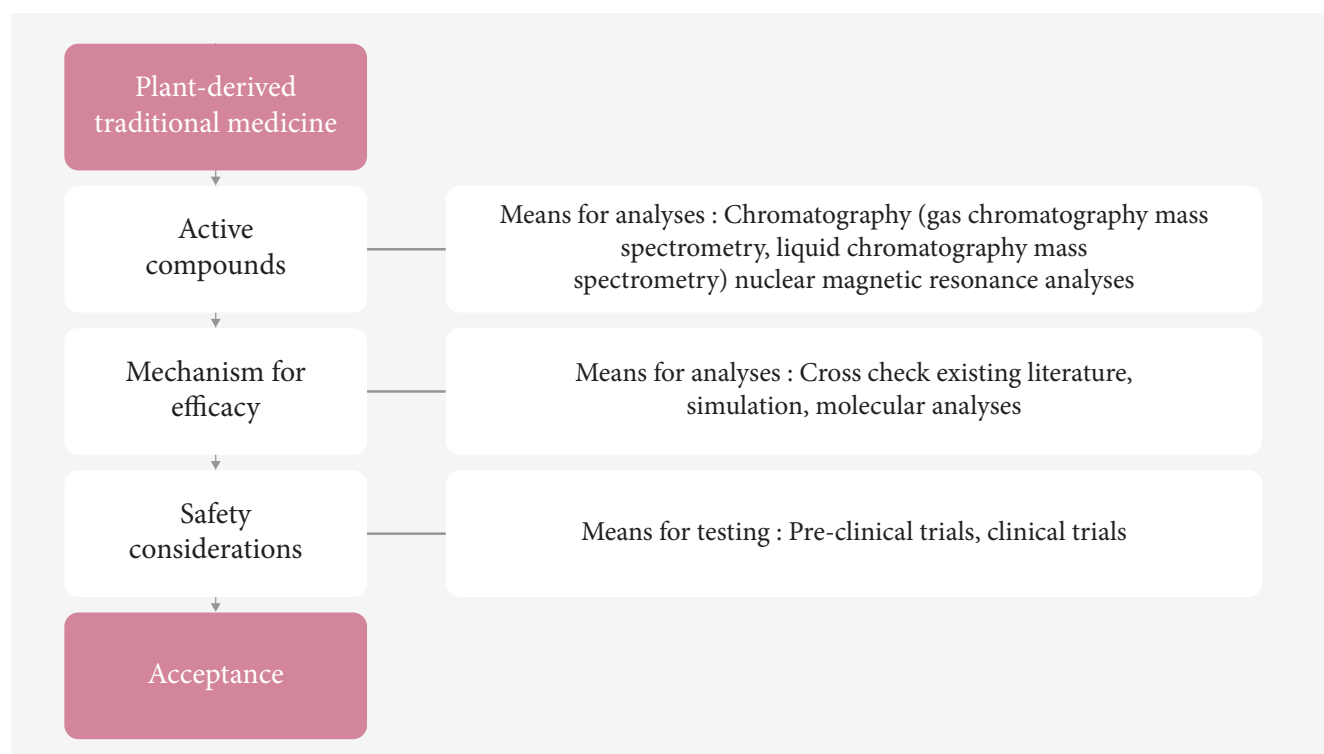 Plant-derived
traditional medicine
Active
compounds
Means for analyses : Chromatography (gas chromatography mass
spectrometry, liquid chromatography mass
spectrometry) nuclear magnetic resonance analyses
Mechanism for
efficacy
Means for analyses : Cross check existing literature,
simulation, molecular analyses
Safety
considerations
Means for testing : Pre-clinical trials, clinical trials
Acceptance